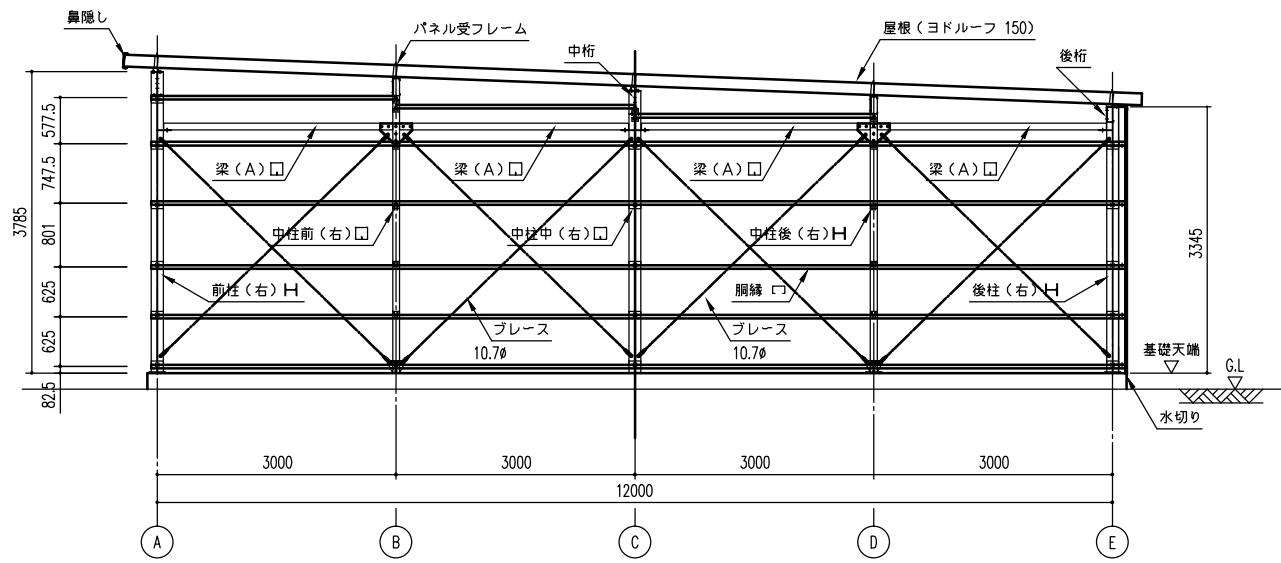 鼻隠し
パネル受フレーム
中桁
屋根（ヨドルーフ 150）
後桁
577.5
747.5
801
625
625
82.5
3785
梁（A）
梁（A）
梁（A）
梁（A）
中柱前（右）
中柱中（右）
中柱後（右）H
前柱（右）H
胴縁
後柱（右）H
ブレース
10.7φ
ブレース
10.7φ
3345
基礎天端
G.L
水切り
3000
3000
3000
3000
12000
A
B
C
D
E